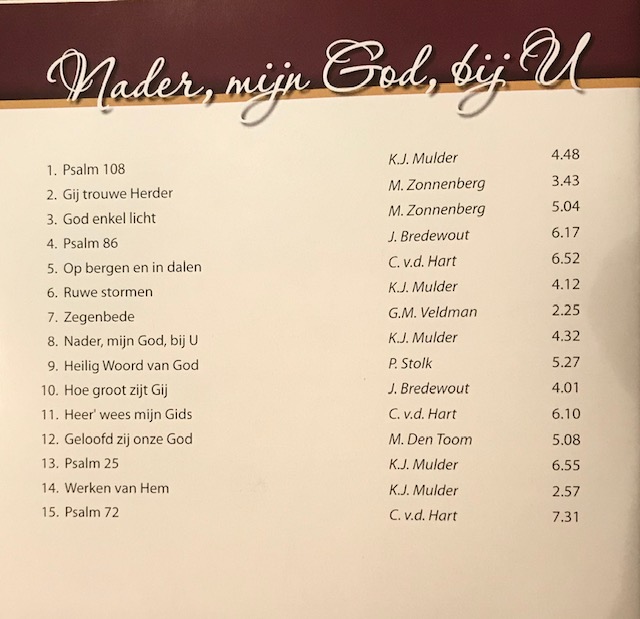 Nader, mijn God, bij U
1. Psalm 108 K.J. Mulder 4.48
2. Gij trouwe Herder M. Zonnenberg 3.43
3. God enkel licht M. Zonnenberg 5.04
4. Psalm 86 J. Bredewout 6.17
5. Op bergen en in dalen C. v.d. Hart 6.52
6. Ruwe stormen K.J. Mulder 4.12
7. Zegenbede G.M. Veldman 2.25
8. Nader, mijn God, bij U K.J. Mulder 4.32
9. Heilig Woord van God P. Stolk 5.27
10. Hoe groot zijt Gij J. Bredewout 4.01
11. Heer' wees mijn Gids C. v.d. Hart 6.10
12. Geloofd zij onze God M. Den Toom 5.08
13. Psalm 25 K.J. Mulder 6.55
14. Werken van Hem K.J. Mulder 2.57
15. Psalm 72 C. v.d. Hart 7.31